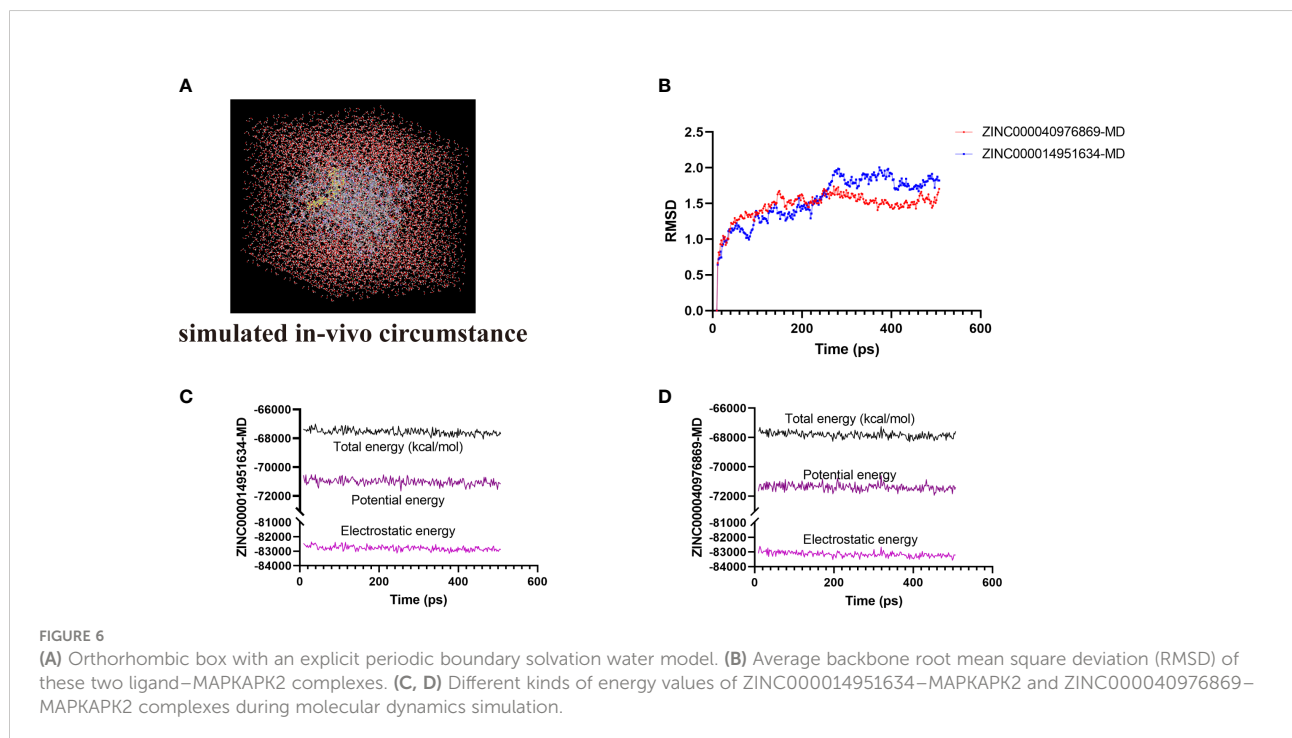 A
simulated in-vivo circumstance
B
2.5
2.0
1.5
1.0
0.5
0.0
RMSD
0
200
400
600
Time (ps)
ZINC000040976869-MD
ZINC000014951634-MD
C
ZINC000014951634-MD
-66000
-68000
-70000
-72000
-81000
-82000
-83000
-84000
Total energy (kcal/mol)
Potential energy
Electrostatic energy
0
200
400
600
Time (ps)
D
ZINC000040976869-MD
-66000
-68000
-70000
-72000
-81000
-82000
-83000
-84000
Total energy (kcal/mol)
Potential energy
Electrostatic energy
0
200
400
600
Time (ps)
FIGURE 6
(A) Orthorhombic box with an explicit periodic boundary solvation water model. (B) Average backbone root mean square deviation (RMSD) of
these two ligand–MAPKAPK2 complexes. (C, D) Different kinds of energy values of ZINC000014951634–MAPKAPK2 and ZINC000040976869–
MAPKAPK2 complexes during molecular dynamics simulation.